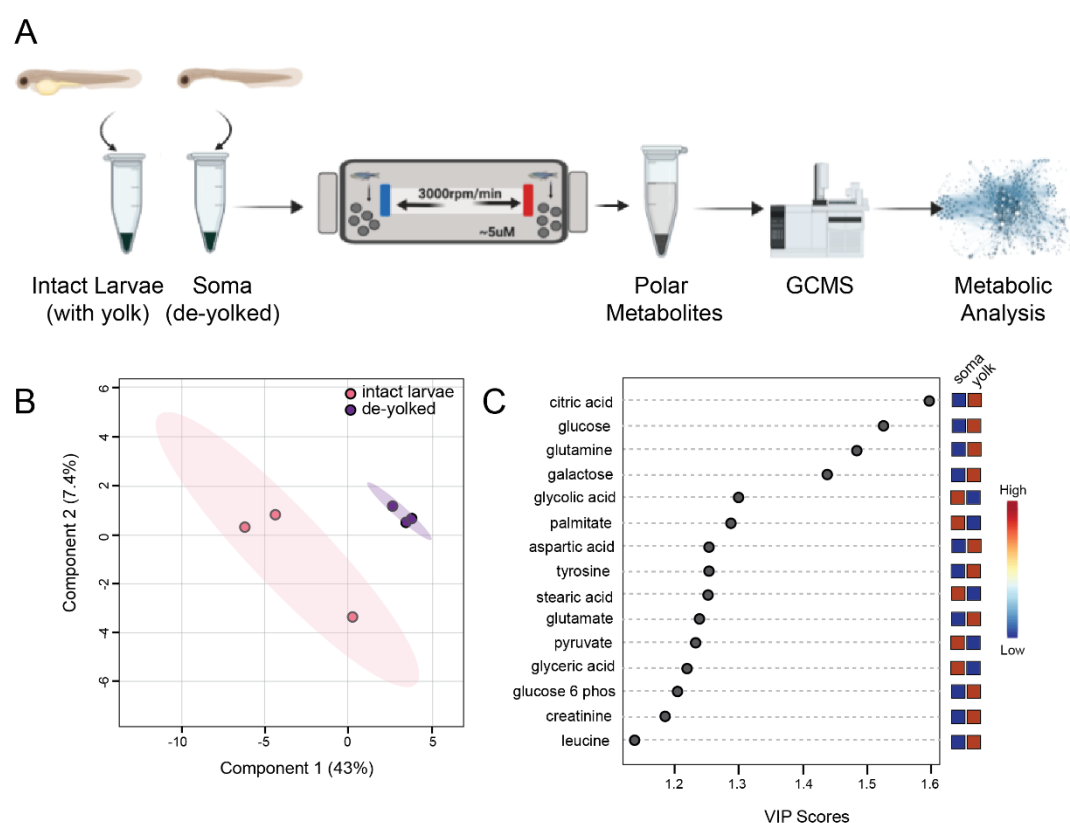 A
3000rpm/min
~5uM
Intact Larvae
(with yolk)
Soma
(de-yolked)
Polar
Metabolites
GCMS
Metabolic
Analysis
B
intact larvae
de-yolked
Component 2 (7.4%)
6
4
2
0
-2
-4
-6
-10
-5
0
5
Component 1 (43%)
C
soma
yolk
citric acid
glucose
glutamine
galactose
glycolic acid
palmitate
aspartic acid
tyrosine
stearic acid
glutamate
pyruvate
glyceric acid
glucose 6 phos
creatinine
leucine
1.2
1.3
1.4
1.5
1.6
VIP Scores
High
Low